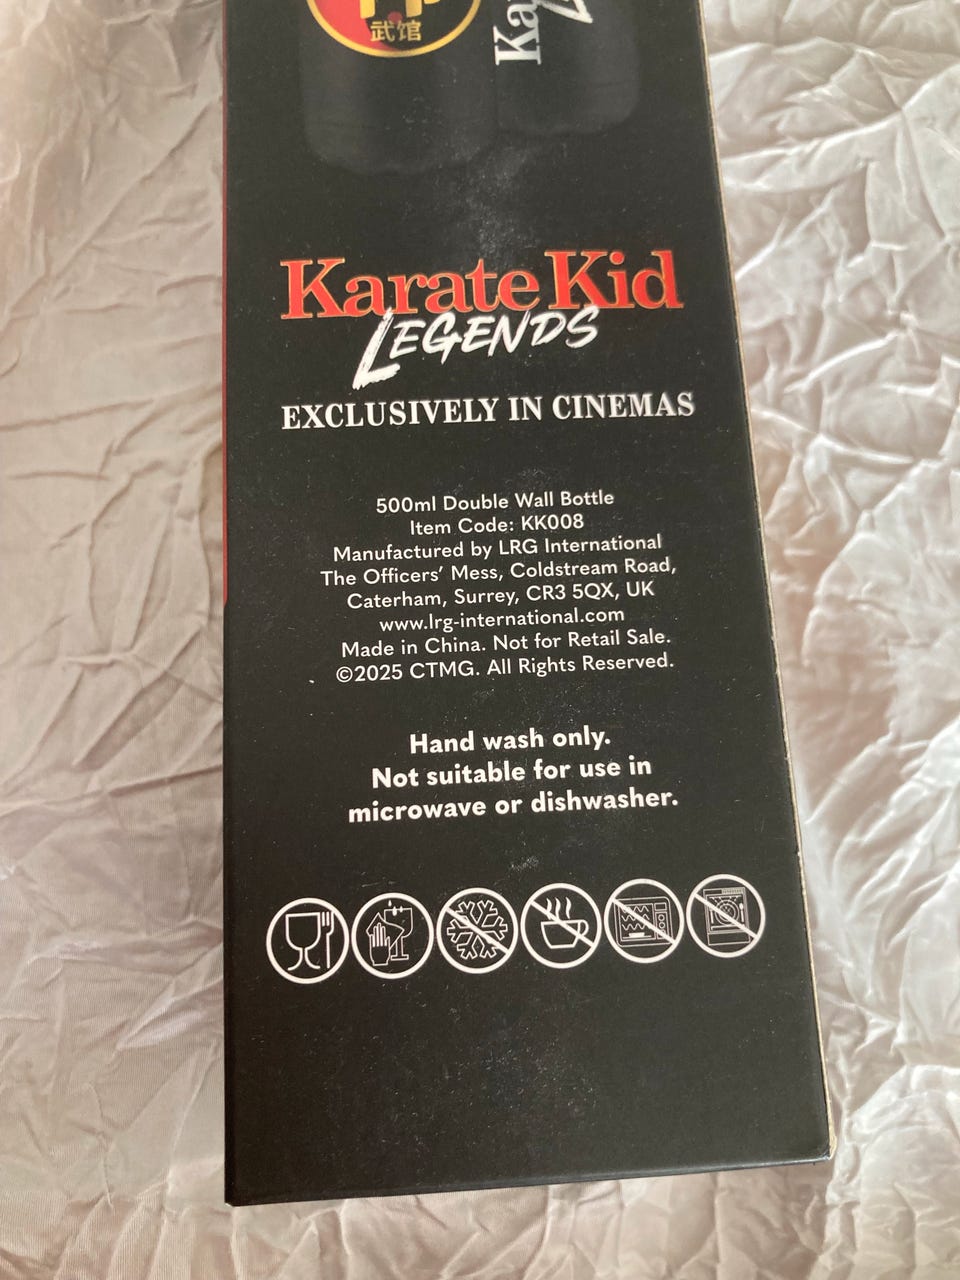 武馆
Ka
Karate Kid
LEGENDS
EXCLUSIVELY IN CINEMAS
500ml Double Wall Bottle
Item Code: KK008
Manufactured by LRG International
The Officers' Mess, Coldstream Road,
Caterham, Surrey, CR3 5QX, UK
www.lrg-international.com
Made in China. Not for Retail Sale.
©2025 CTMG. All Rights Reserved.
Hand wash only.
Not suitable for use in
microwave or dishwasher.